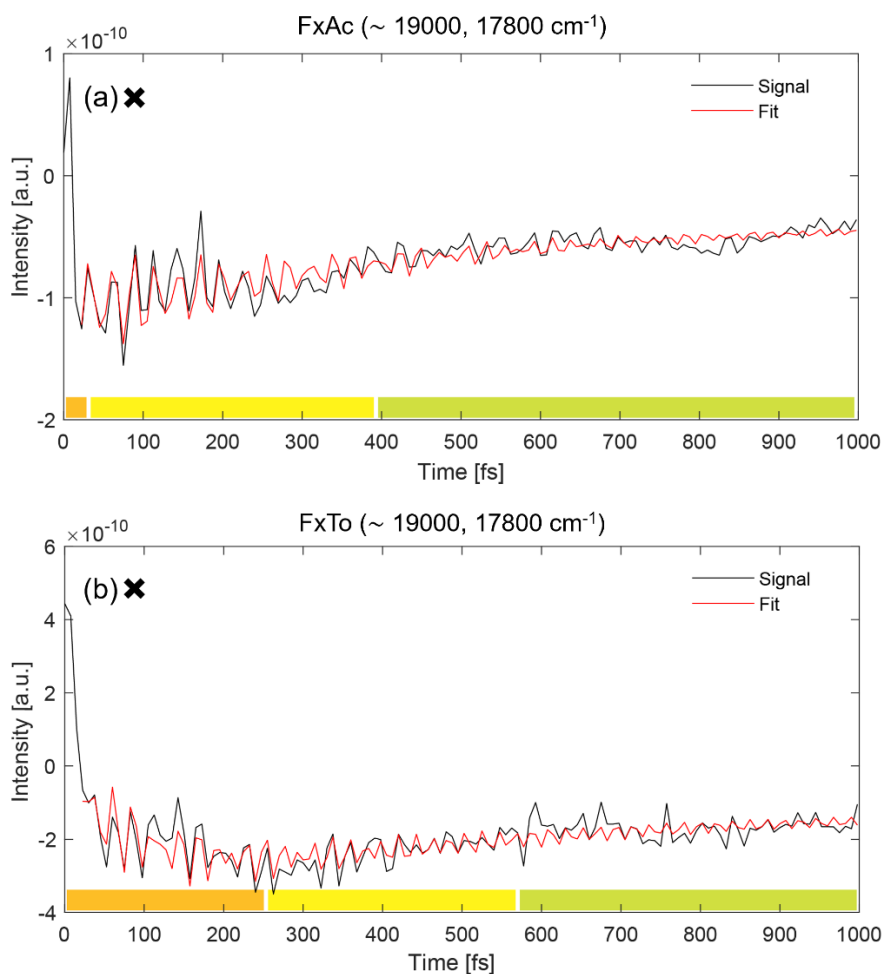 FxAc (~ 19000, 17800 cm⁻¹)
×10⁻¹⁰
(a) ✖
Signal
Fit
1
0
-1
-2
Intensity [a.u.]
0 100 200 300 400 500 600 700 800 900 1000
Time [fs]
FxTo (~ 19000, 17800 cm⁻¹)
×10⁻¹⁰
(b) ✖
Signal
Fit
6
4
2
0
-2
-4
Intensity [a.u.]
0 100 200 300 400 500 600 700 800 900 1000
Time [fs]